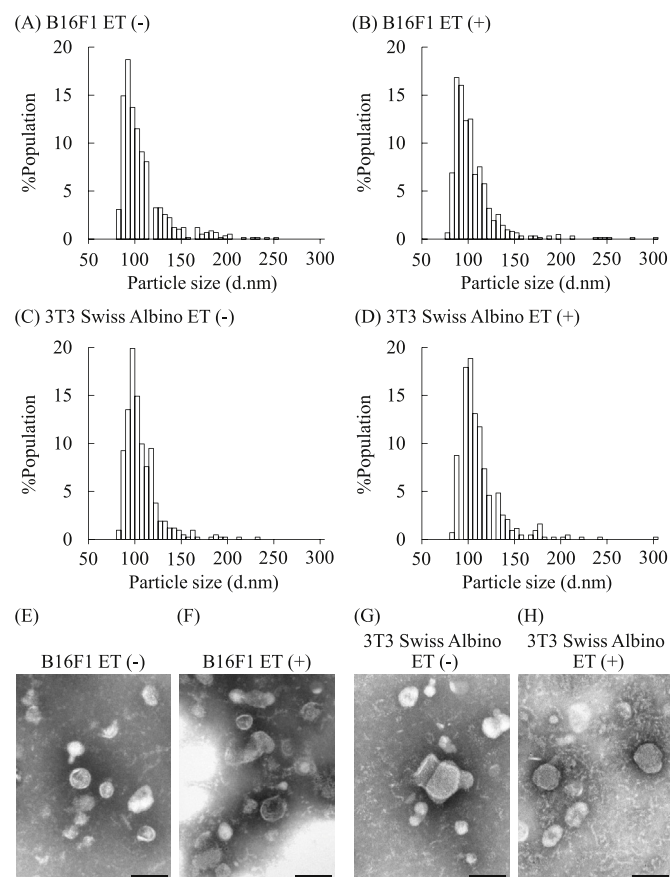 (A) B16F1 ET (-)
20
15
10
5
0
%Population
50 100 150 200 250 300
Particle size (d.nm)
(B) B16F1 ET (+)
20
15
10
5
0
%Population
50 100 150 200 250 300
Particle size (d.nm)
(C) 3T3 Swiss Albino ET (-)
20
15
10
5
0
%Population
50 100 150 200 250 300
Particle size (d.nm)
(D) 3T3 Swiss Albino ET (+)
20
15
10
5
0
%Population
50 100 150 200 250 300
Particle size (d.nm)
(E)
B16F1 ET (-)
(F)
B16F1 ET (+)
(G)
3T3 Swiss Albino
ET (-)
(H)
3T3 Swiss Albino
ET (+)